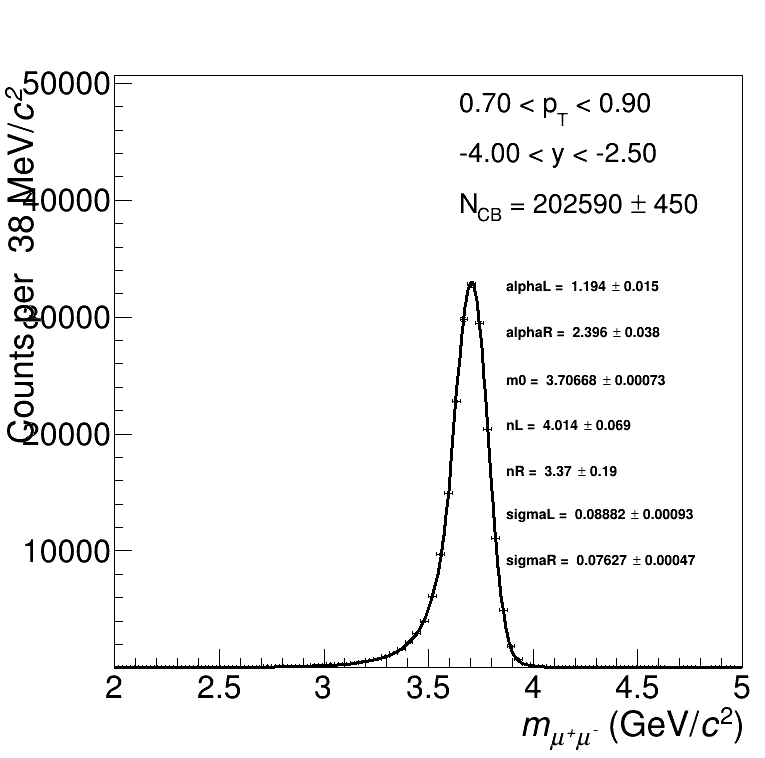 50000
40000
30000
20000
10000
Counts per 38 MeV/c²
0.70 < p_T < 0.90
-4.00 < y < -2.50
N_CB = 202590 ± 450
alphaL = 1.194 ± 0.015
alphaR = 2.396 ± 0.038
m0 = 3.70668 ± 0.00073
nL = 4.014 ± 0.069
nR = 3.37 ± 0.19
sigmaL = 0.08882 ± 0.00093
sigmaR = 0.07627 ± 0.00047
2 2.5 3 3.5 4 4.5 5
m_μ⁺μ⁻ (GeV/c²)